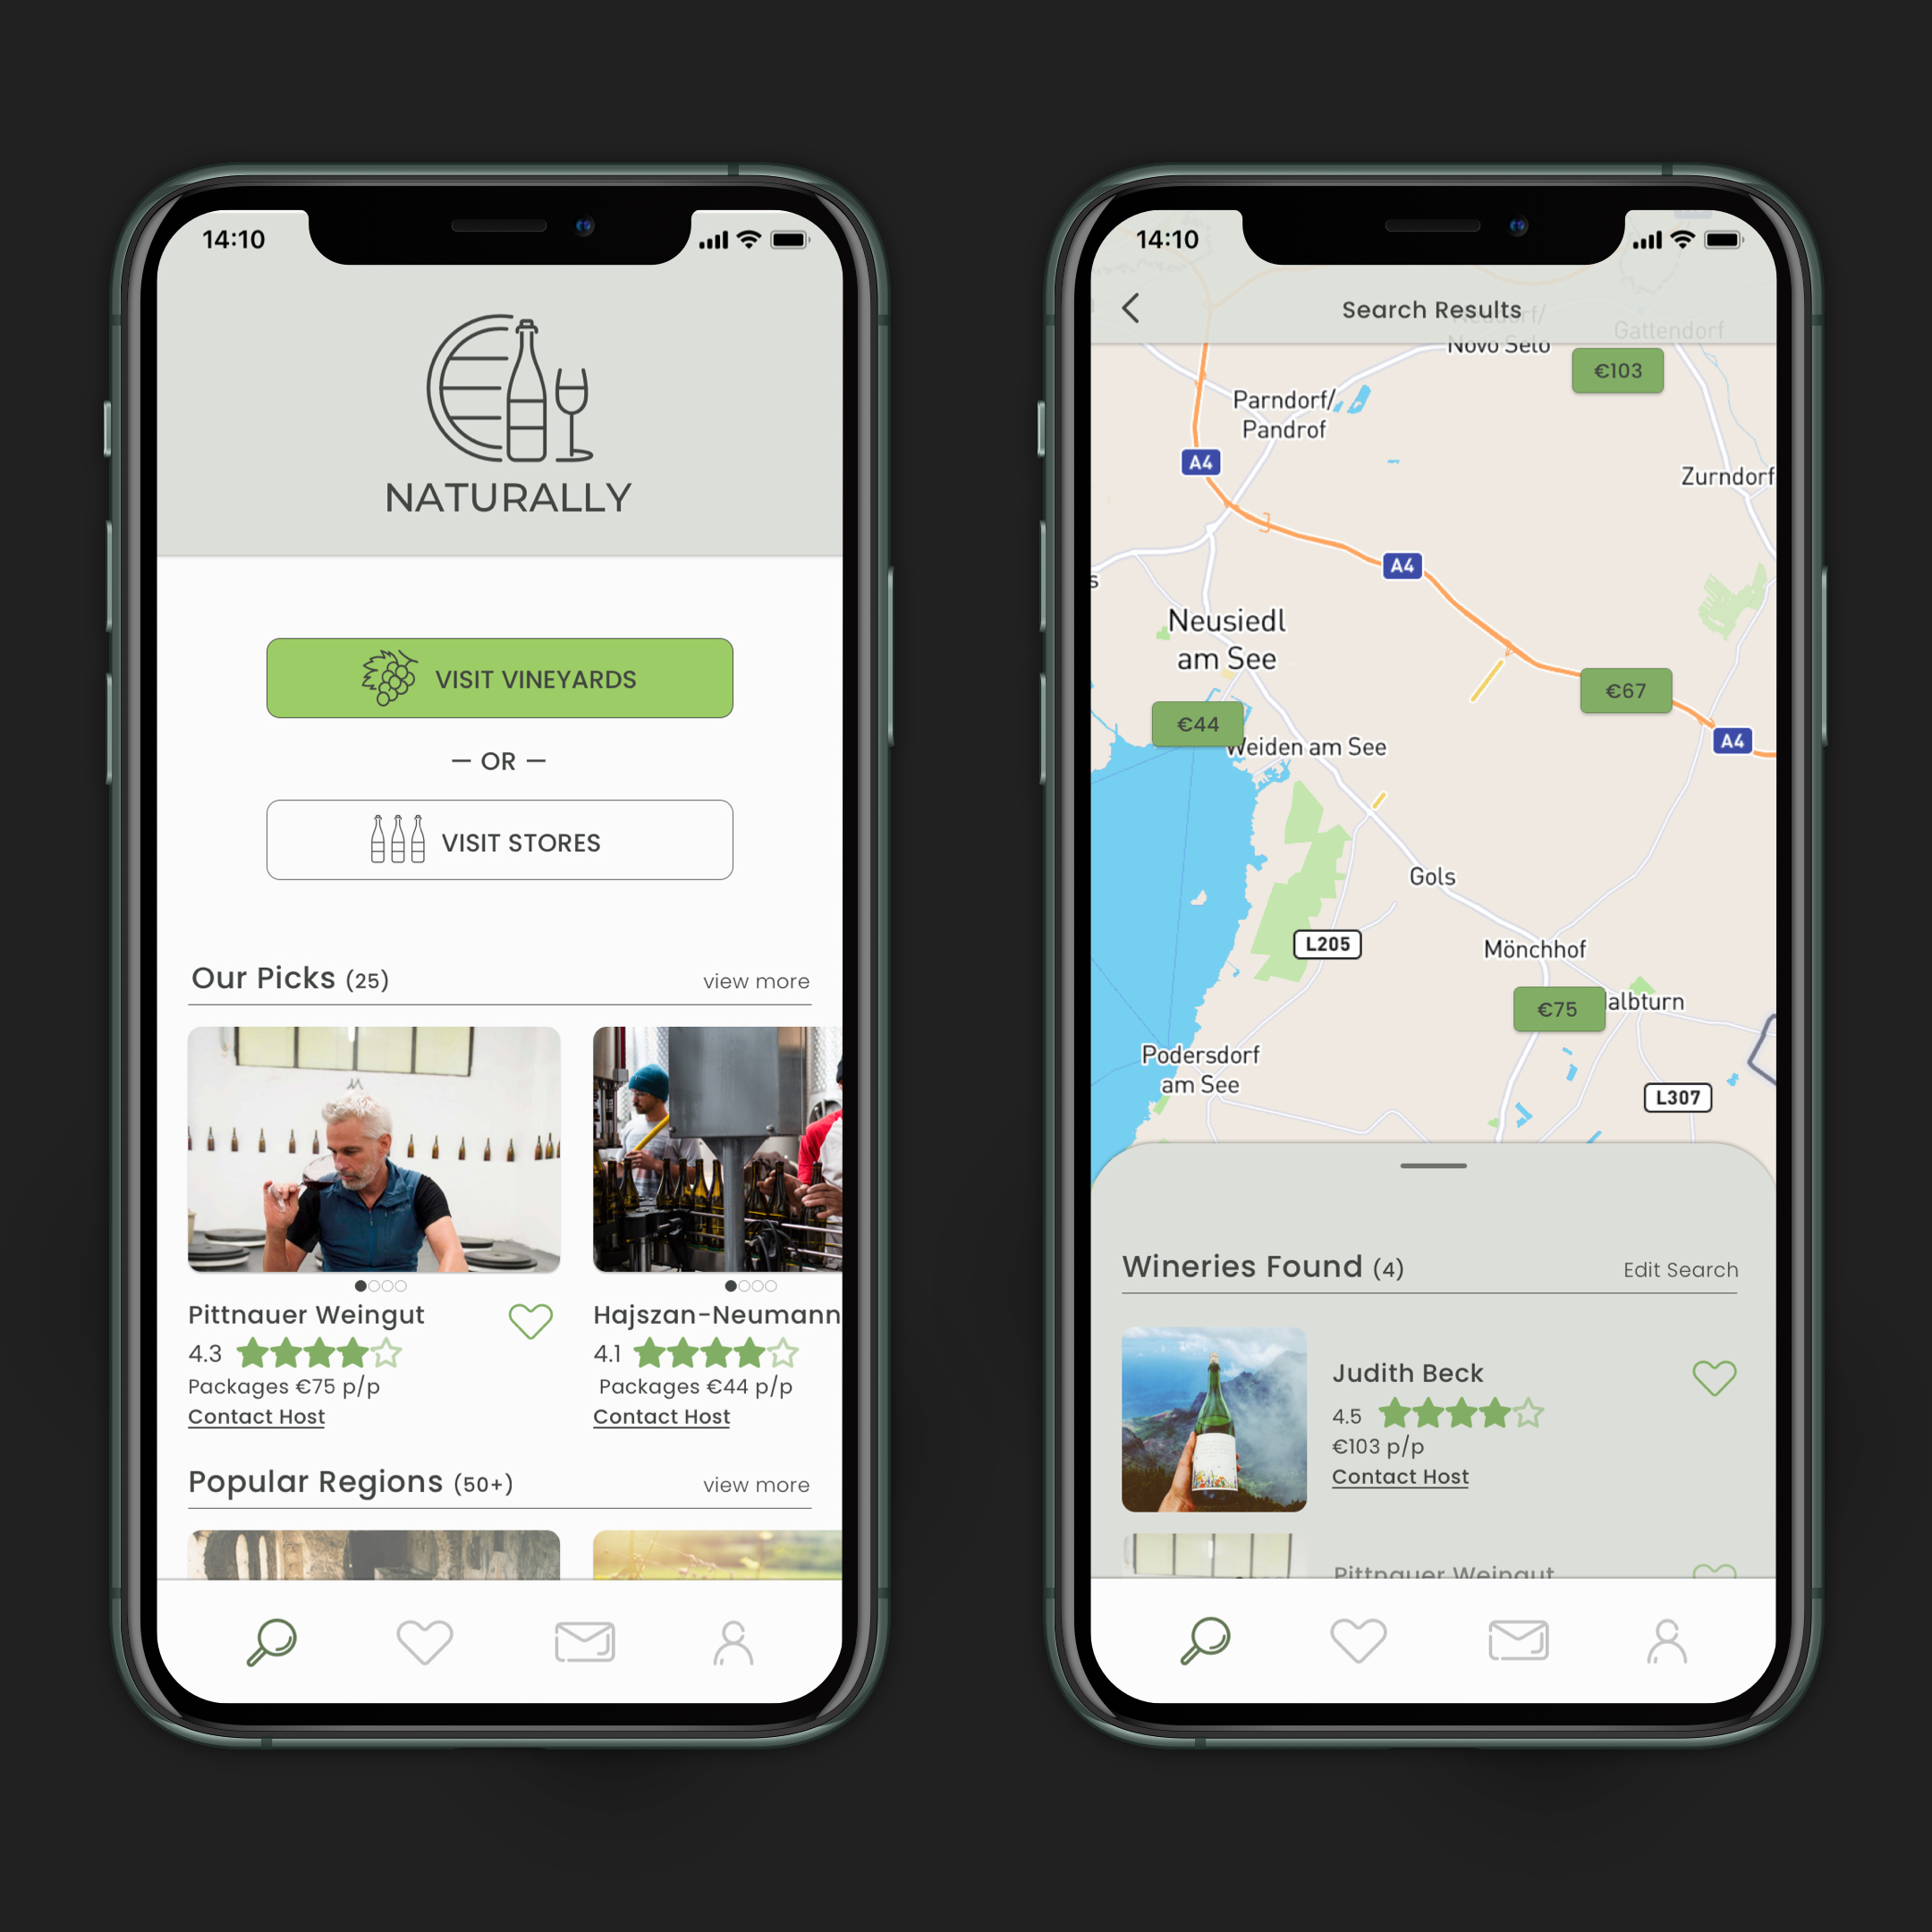 14:10
NATURALLY
VISIT VINEYARDS
— OR —
VISIT STORES
Our Picks (25)
view more
Pittnauer Weingut
4.3
Packages €75 p/p
Contact Host
Hajszan-Neumann
4.1
Packages €44 p/p
Contact Host
Popular Regions (50+)
view more
14:10
Search Results
Gattendorf
Novo Selo
€103
Parndorf/
Pandrof
A4
Zurndorf
A4
s
Neusiedl
am See
€67
€44
A4
Weiden am See
Gols
L205
Mönchhof
€75
albturn
Podersdorf
am See
L307
Wineries Found (4)
Edit Search
Judith Beck
4.5
€103 p/p
Contact Host
Pittnauer Weingut